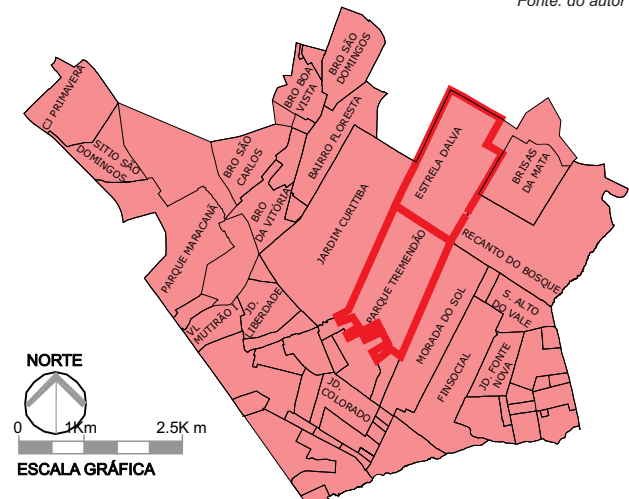 Fonte: do autor
BRO SÃO
DOMINGOS
CJ PRIMAVERA
BRO BOA
VISTA
SITIO SÃO
DOMINGOS
BRO SÃO
CARLOS
BAIRRO FLORESTA
ESTRELA DALVA
BRISAS
DA MATA
BRO
DA VITÓRIA
JARDIM CURITIBA
PARQUE MARACANÃ
RECANTO DO BOSQUE
PARQUE TREMENDÃO
JD.
LIBERDADE
VL
MUTIRÃO I
MORADA DO SOL
S. ALTO
DO VALE
FINSOCIAL
JD. FONTE
NOVA
JD.
COLORADO
NORTE
0 1Km 2.5K m
ESCALA GRÁFICA